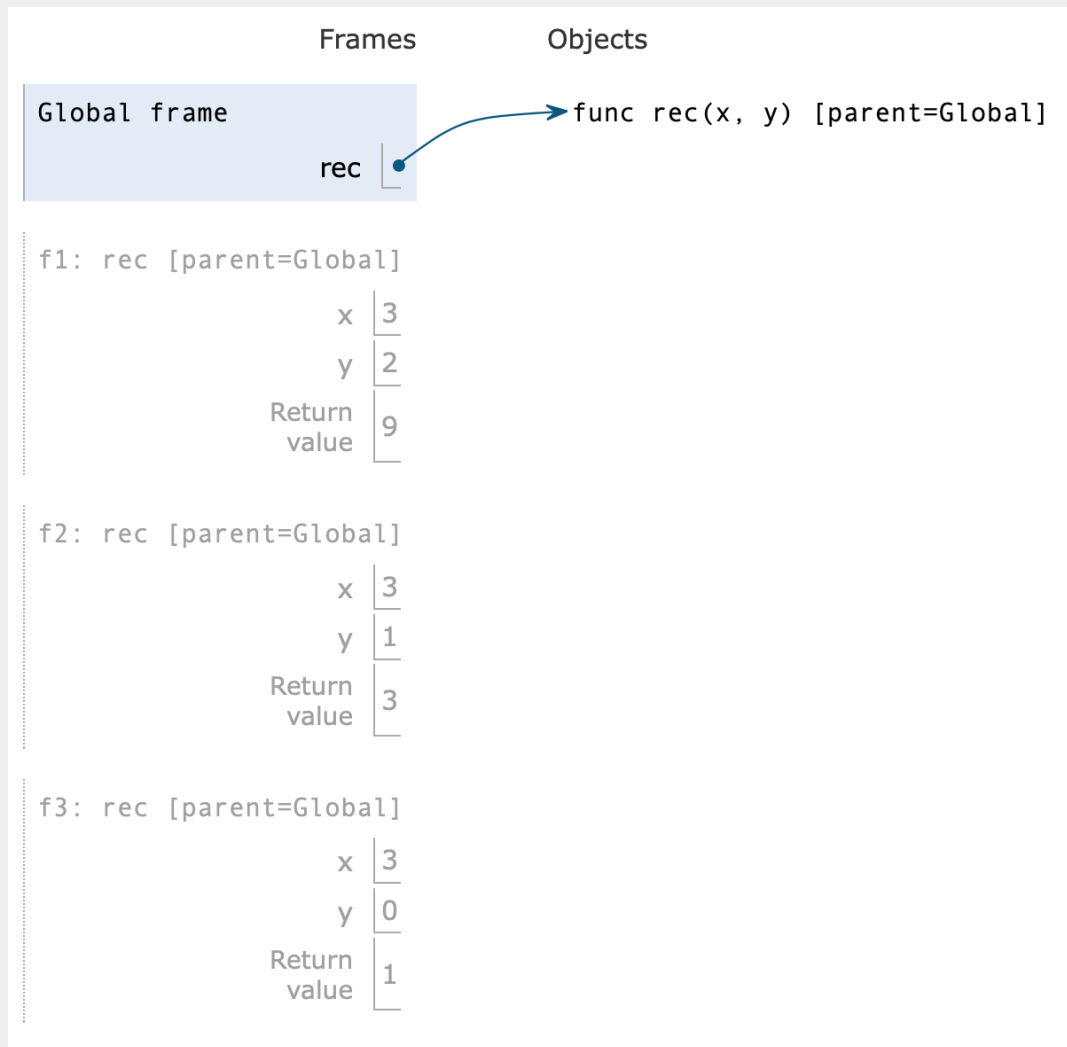 Frames Objects
Global frame func rec(x, y) [parent=Global]
rec
f1: rec [parent=Global]
x 3
y 2
Return
value 9
f2: rec [parent=Global]
x 3
y 1
Return
value 3
f3: rec [parent=Global]
x 3
y 0
Return
value 1